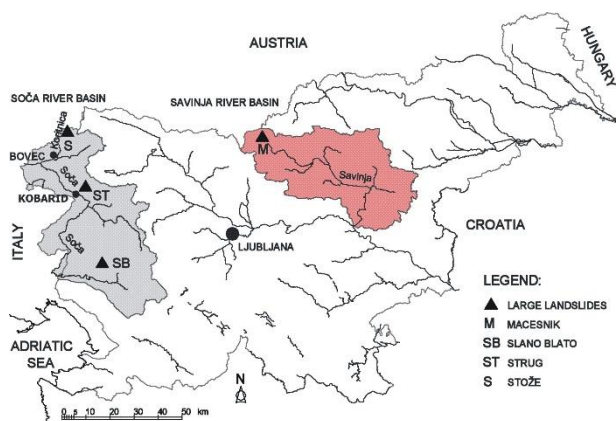 AUSTRIA
HUNGARY
SOČA RIVER BASIN
SAVINJA RIVER BASIN
Koritnica
S
M
BOVEC
Savinja
Soča
ST
KOBARID
CROATIA
ITALY
Soča
LJUBLJANA
SB
LEGEND:
LARGE LANDSLIDES
M MACESNIK
SB SLANO BLATO
ST STRUG
S STOŽE
ADRIATIC
SEA
N
0 5 10 20 30 40 50 km